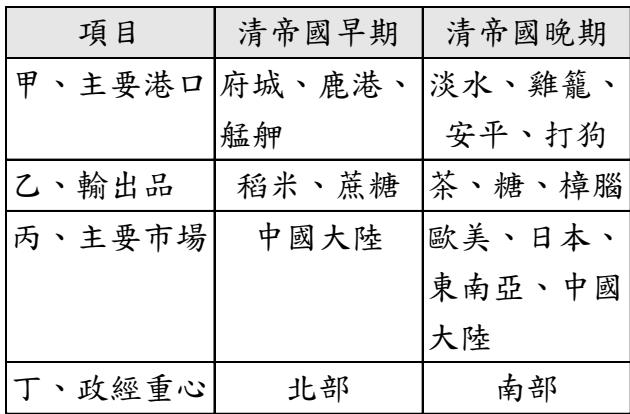 項目 清帝國早期 清帝國晚期
甲、主要港口 府城、鹿港、艋舺 淡水、雞籠、安平、打狗
乙、輸出品 稻米、蔗糖 茶、糖、樟腦
丙、主要市場 中國大陸 歐美、日本、東南亞、中國大陸
丁、政經重心 北部 南部